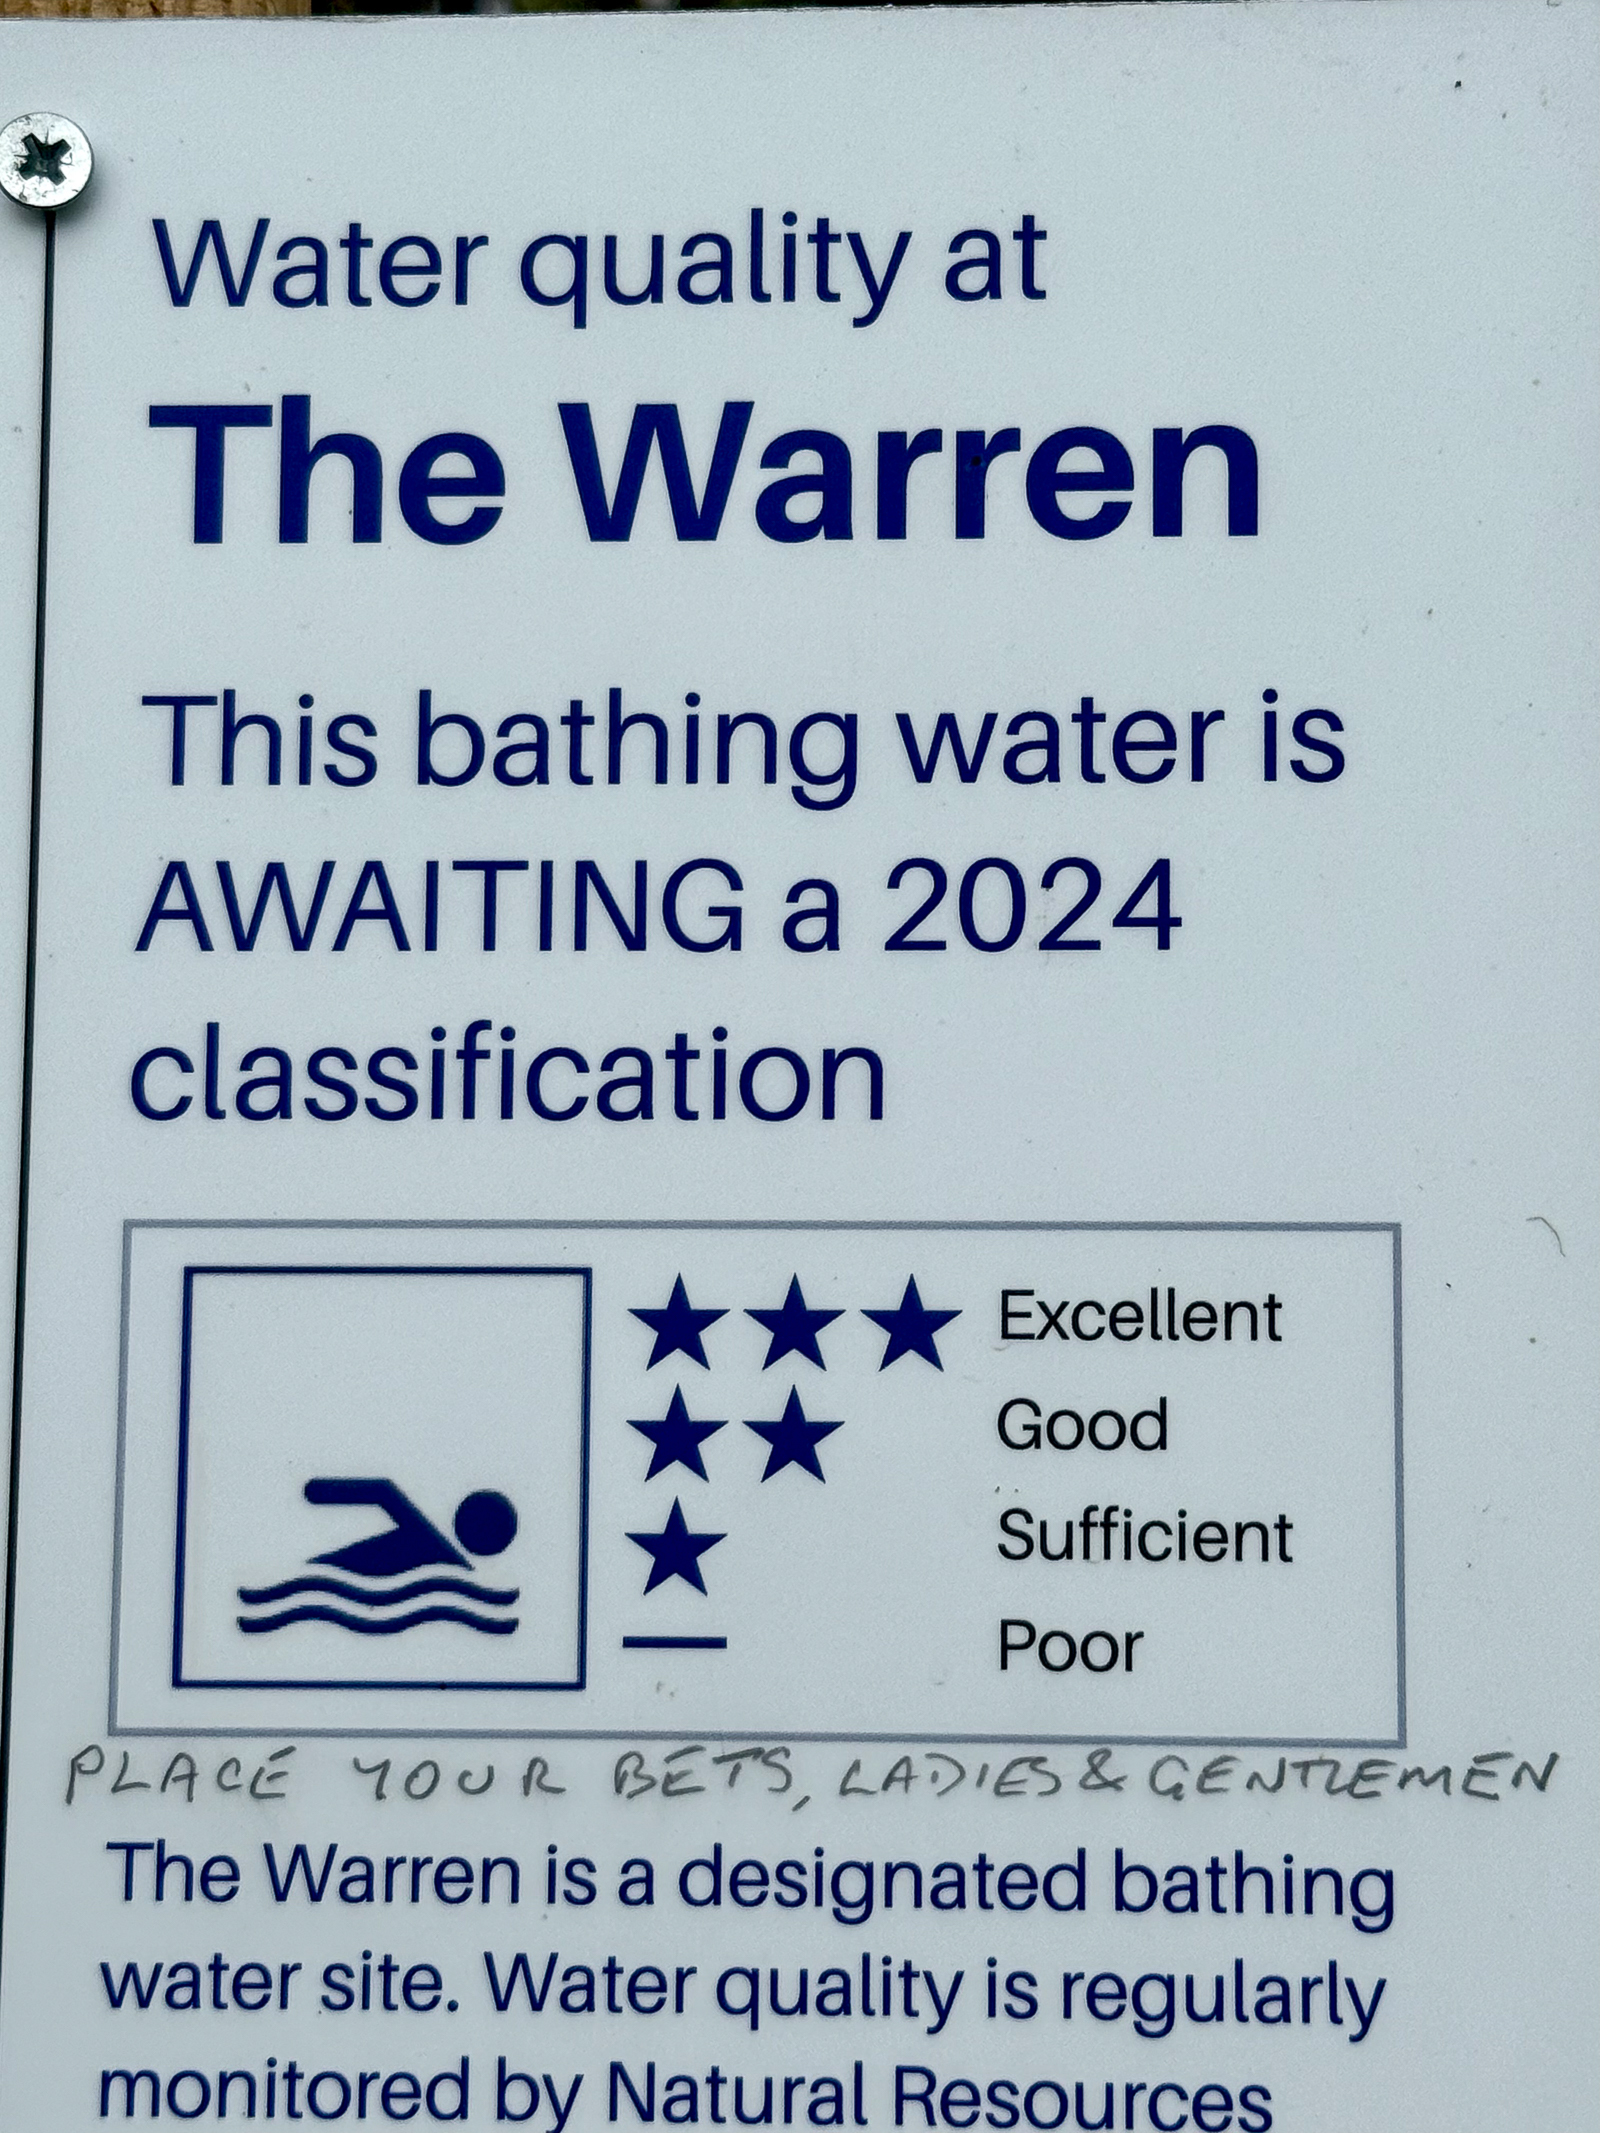 Water quality at
The Warren
This bathing water is
AWAITING a 2024
classification
Excellent
Good
Sufficient
Poor
PLACE YOUR BETS, LADIES & GENTLEMEN
The Warren is a designated bathing
water site. Water quality is regularly
monitored by Natural Resources